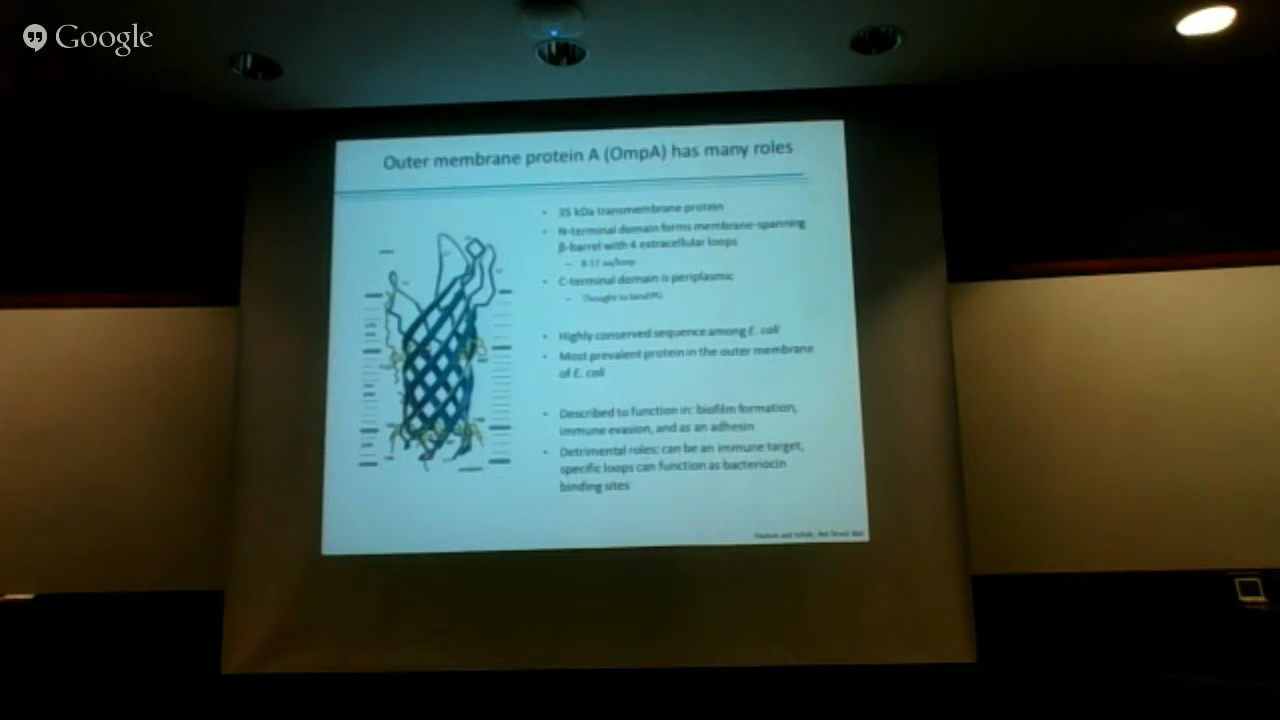 Google
Outer membrane protein A (OmpA) has many roles
• 35 kDa transmembrane protein
• N-terminal domain forms membrane-spanning
β-barrel with 4 extracellular loops
• C-terminal domain is periplasmic
– Thought to bind PG
• Highly conserved sequence among E. coli
• Most prevalent protein in the outer membrane
of E. coli
• Described to function in: biofilm formation,
immune evasion, and as an adhesin
• Detrimental roles: can be an immune target,
specific loops can function as bacteriocin
binding sites